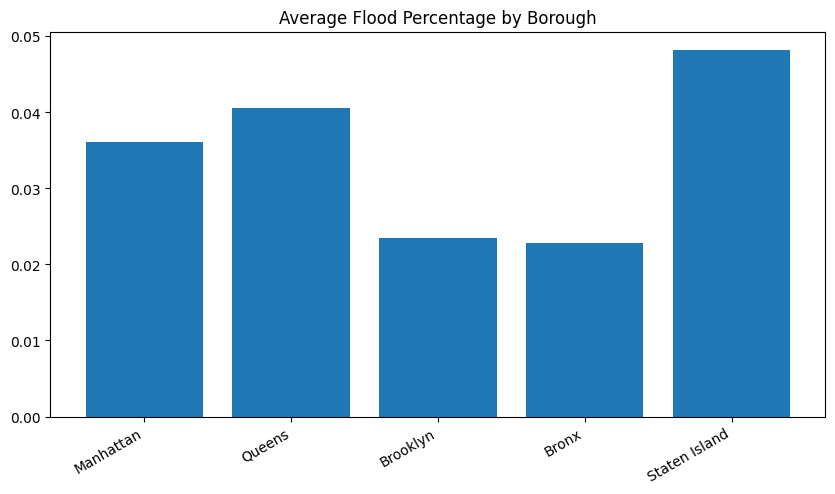 Average Flood Percentage by Borough
0.05
0.04
0.03
0.02
0.01
0.00
Manhattan
Queens
Brooklyn
Bronx
Staten Island